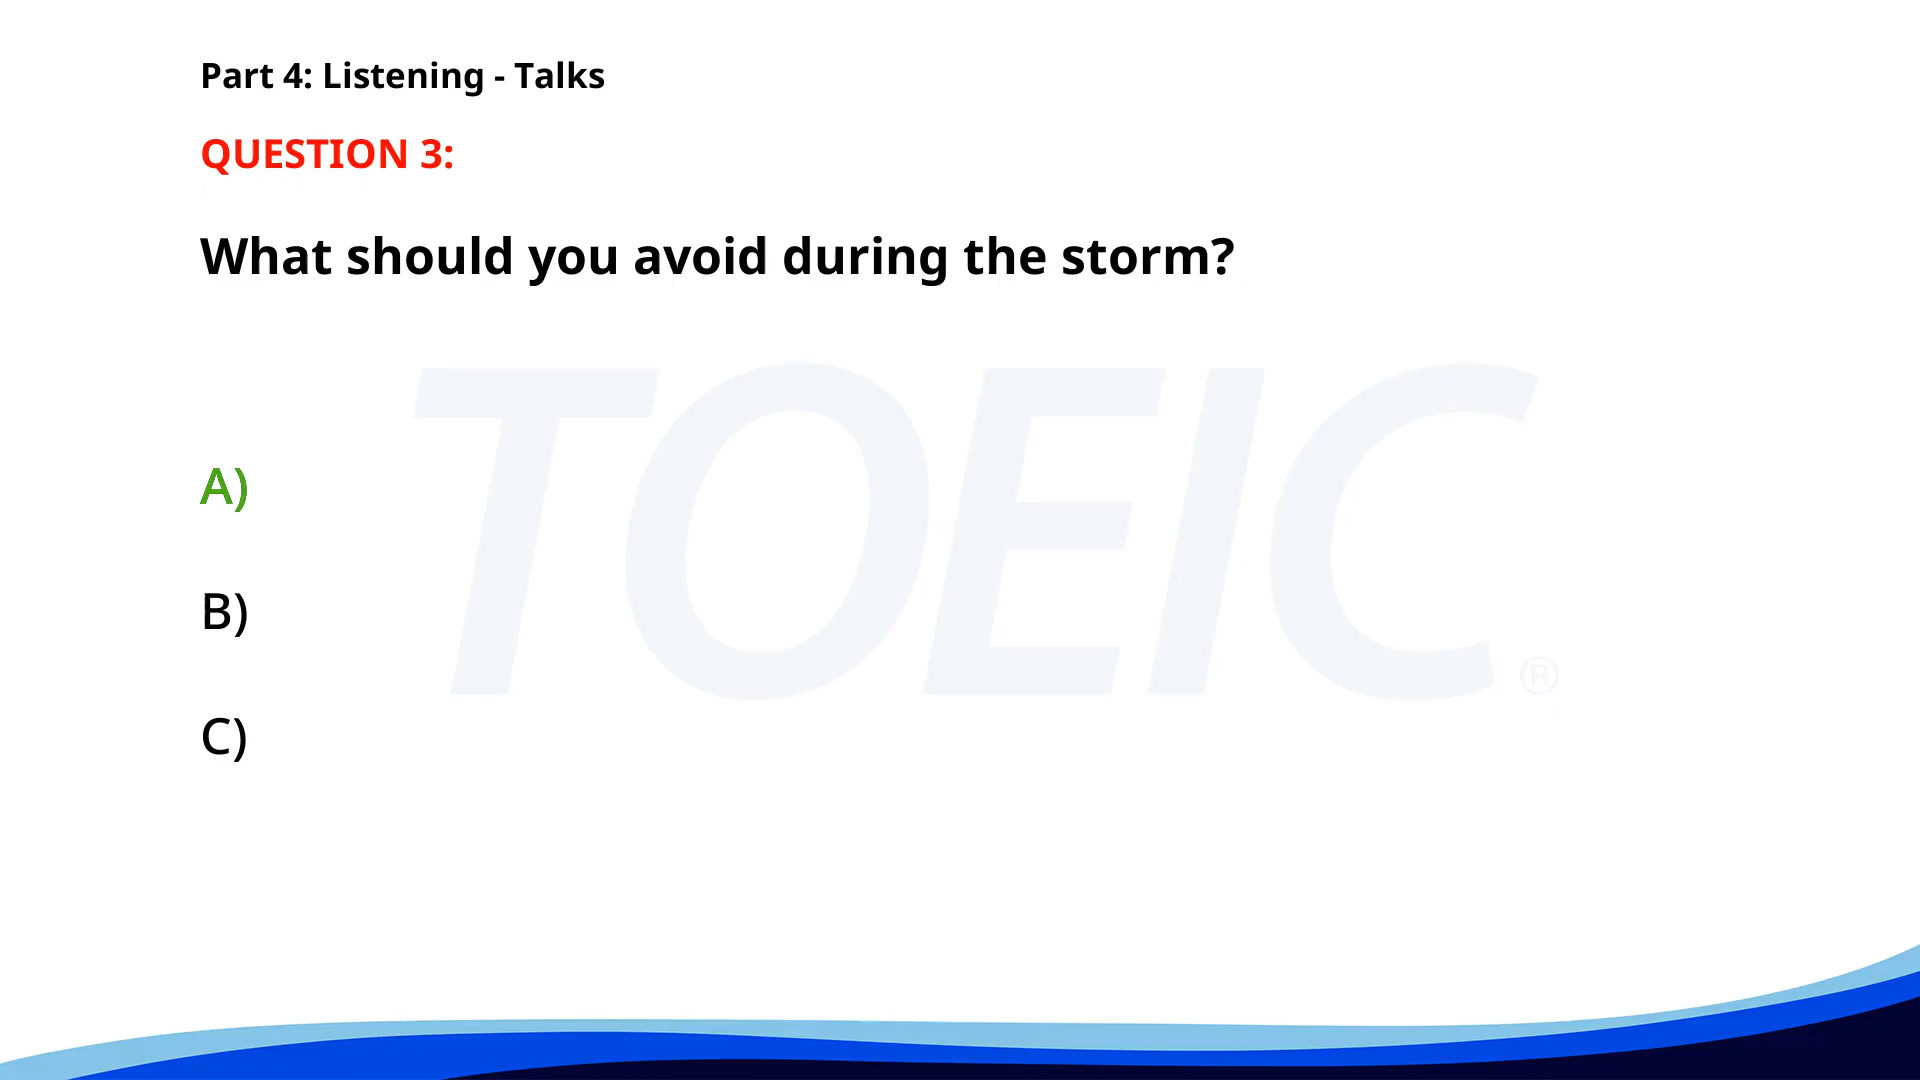 Part 4: Listening - Talks
QUESTION 3:
What should you avoid during the storm?
TOEIC®
A)
B)
C)